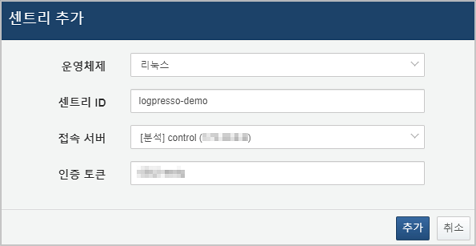 센트리 추가
운영체제 리눅스
센트리 ID logpresso-demo
접속 서버 [분석] control ( )
인증 토큰
추가 취소